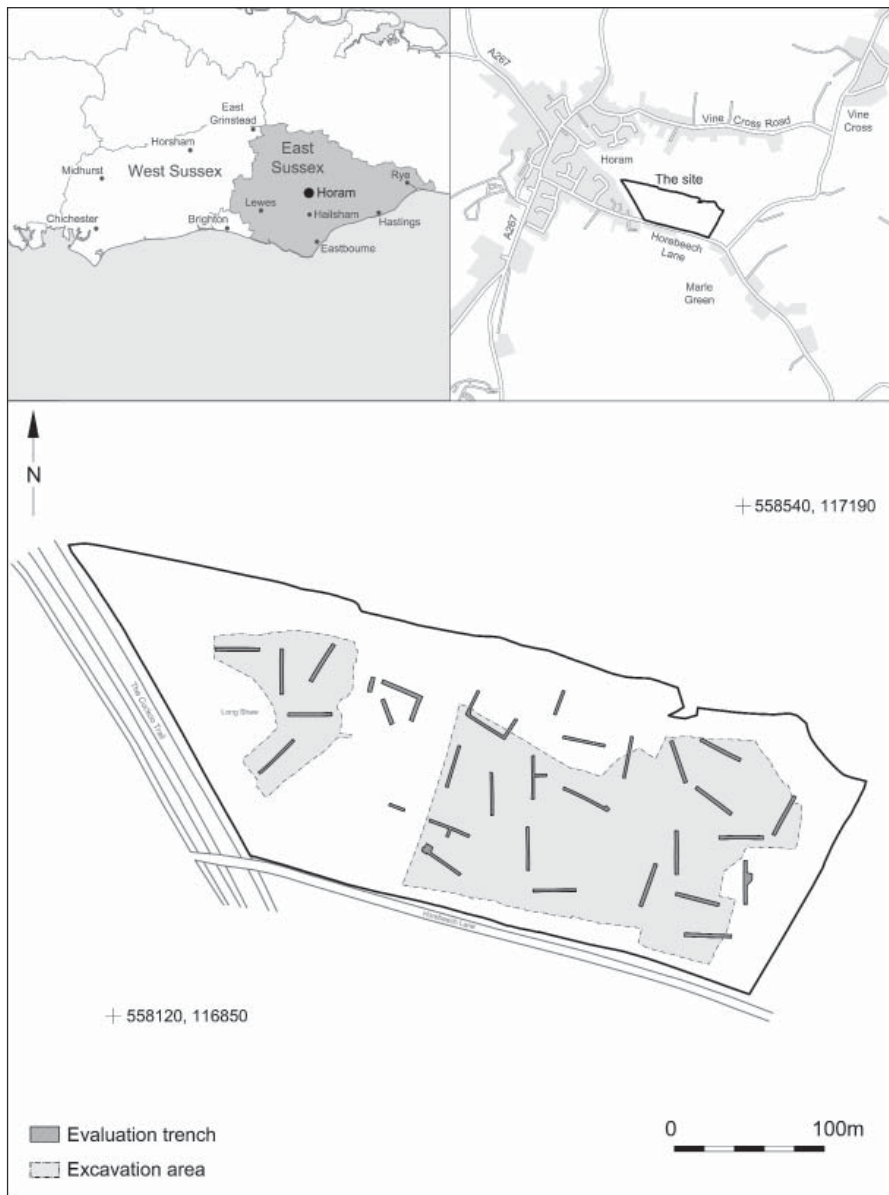 East
Grinstead
Horsham
Midhurst
West Sussex
East
Sussex
Rye
Horam
Lewes
Hailsham
Chichester
Brighton
Hastings
Eastbourne
A267
Vine Cross Road
Vine
Cross
Horam
The site
A267
Horebeech
Lane
Marle
Green
N
558540, 117190
The Cuckoo Trail
Long Shaw
Horebeech Lane
558120, 116850
Evaluation trench
Excavation area
0 100m